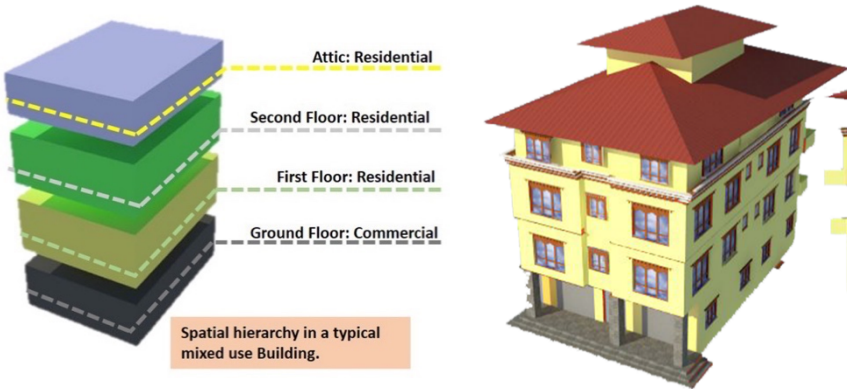 Attic: Residential
Second Floor: Residential
First Floor: Residential
Ground Floor: Commercial
Spatial hierarchy in a typical
mixed use Building.